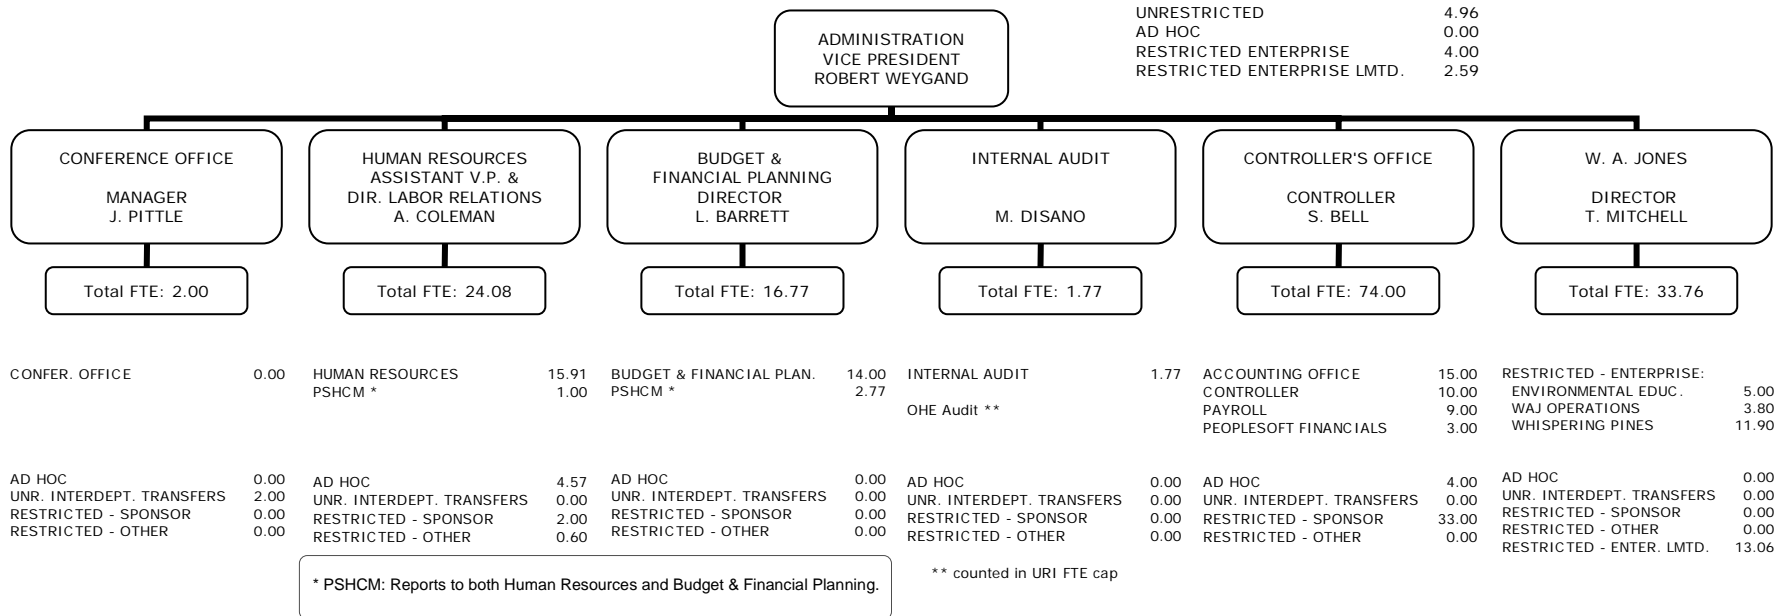 UNRESTRICTED 4.96
AD HOC 0.00
RESTRICTED ENTERPRISE 4.00
RESTRICTED ENTERPRISE LMTD. 2.59
ADMINISTRATION
VICE PRESIDENT
ROBERT WEYGAND
CONFERENCE OFFICE
MANAGER
J. PITTLE
Total FTE: 2.00
CONFER. OFFICE 0.00
AD HOC 0.00
UNR. INTERDEPT. TRANSFERS 2.00
RESTRICTED - SPONSOR 0.00
RESTRICTED - OTHER 0.00
HUMAN RESOURCES
ASSISTANT V.P. &
DIR. LABOR RELATIONS
A. COLEMAN
Total FTE: 24.08
HUMAN RESOURCES 15.91
PSHCM * 1.00
AD HOC 4.57
UNR. INTERDEPT. TRANSFERS 0.00
RESTRICTED - SPONSOR 2.00
RESTRICTED - OTHER 0.60
BUDGET &
FINANCIAL PLANNING
DIRECTOR
L. BARRETT
Total FTE: 16.77
BUDGET & FINANCIAL PLAN. 14.00
PSHCM * 2.77
AD HOC 0.00
UNR. INTERDEPT. TRANSFERS 0.00
RESTRICTED - SPONSOR 0.00
RESTRICTED - OTHER 0.00
INTERNAL AUDIT
M. DISANO
Total FTE: 1.77
INTERNAL AUDIT 1.77
OHE Audit **
AD HOC 0.00
UNR. INTERDEPT. TRANSFERS 0.00
RESTRICTED - SPONSOR 0.00
RESTRICTED - OTHER 0.00
CONTROLLER'S OFFICE
CONTROLLER
S. BELL
Total FTE: 74.00
ACCOUNTING OFFICE 15.00
CONTROLLER 10.00
PAYROLL 9.00
PEOPLESOFT FINANCIALS 3.00
AD HOC 4.00
UNR. INTERDEPT. TRANSFERS 0.00
RESTRICTED - SPONSOR 33.00
RESTRICTED - OTHER 0.00
W. A. JONES
DIRECTOR
T. MITCHELL
Total FTE: 33.76
RESTRICTED - ENTERPRISE:
ENVIRONMENTAL EDUC. 5.00
WAJ OPERATIONS 3.80
WHISPERING PINES 11.90
AD HOC 0.00
UNR. INTERDEPT. TRANSFERS 0.00
RESTRICTED - SPONSOR 0.00
RESTRICTED - OTHER 0.00
RESTRICTED - ENTER. LMTD. 13.06
* PSHCM: Reports to both Human Resources and Budget & Financial Planning.
** counted in URI FTE cap